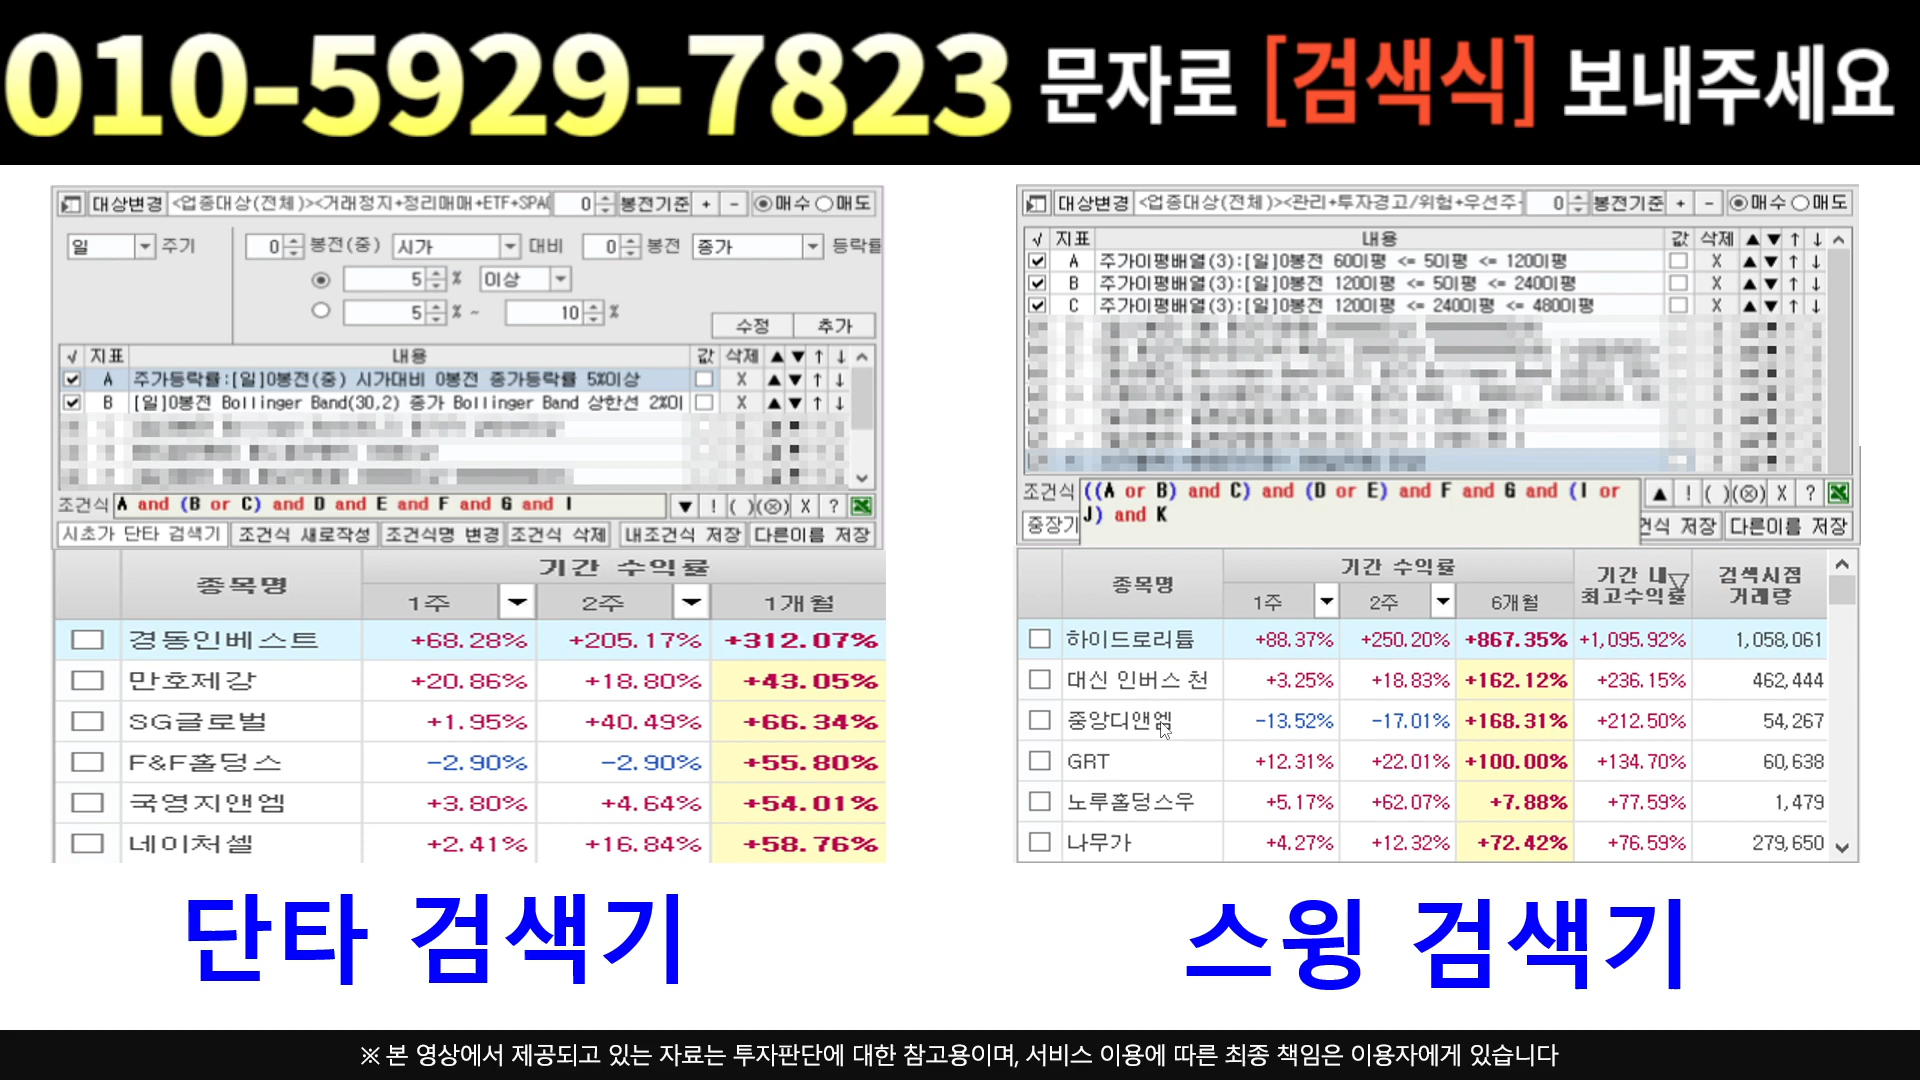 010-5929-7823 문자로 [검색식] 보내주세요
대상변경 <업종대상(전체)><거래정지+정리매매+ETF+SPA( 0 봉전기준 + - 매수 매도
일 주기 0 봉전(중) 시가 대비 0 봉전 종가 등락률
5 % 이상
5 % ~ 10 %
수정 추가
√ 지표 내용 값 삭제 ▲ ▼ ↑ ↓
A 주가등락률:[일]0봉전(중) 시가대비 0봉전 종가등락률 5%이상 X ▲ ▼ ↑ ↓
B [일]0봉전 Bollinger Band(30,2) 종가 Bollinger Band 상한선 2%이 X ▲ ▼ ↑ ↓
조건식 A and (B or C) and D and E and F and G and I ▼ ! ( )(⊗) X ?
시초가 단타 검색기 조건식 새로작성 조건식명 변경 조건식 삭제 내조건식 저장 다른이름 저장
종목명 기간 수익률
1주 2주 1개월
경동인베스트 +68.28% +205.17% +312.07%
만호제강 +20.86% +18.80% +43.05%
SG글로벌 +1.95% +40.49% +66.34%
F&F홀딩스 -2.90% -2.90% +55.80%
국영지앤엠 +3.80% +4.64% +54.01%
네이처셀 +2.41% +16.84% +58.76%
단타 검색기
대상변경 <업종대상(전체)><관리+투자경고/위험+우선주+ 0 봉전기준 + - 매수 매도
√ 지표 내용 값 삭제 ▲ ▼ ↑ ↓
A 주가이평배열(3):[일]0봉전 60이평 <= 5이평 <= 120이평 X ▲ ▼ ↑ ↓
B 주가이평배열(3):[일]0봉전 120이평 <= 5이평 <= 240이평 X ▲ ▼ ↑ ↓
C 주가이평배열(3):[일]0봉전 120이평 <= 240이평 <= 480이평 X ▲ ▼ ↑ ↓
조건식 ((A or B) and C) and (D or E) and F and G and (I or ▲ ! ( )(⊗) X ?
J) and K
중장기 건식 저장 다른이름 저장
종목명 기간 수익률 기간 내 최고수익률 검색시점 거래량
1주 2주 6개월
하이드로리튬 +88.37% +250.20% +867.35% +1,095.92% 1,058,061
대신 인버스 천 +3.25% +18.83% +162.12% +236.15% 462,444
중앙디앤엠 -13.52% -17.01% +168.31% +212.50% 54,267
GRT +12.31% +22.01% +100.00% +134.70% 60,638
노루홀딩스우 +5.17% +62.07% +7.88% +77.59% 1,479
나무가 +4.27% +12.32% +72.42% +76.59% 279,650
스윙 검색기
※ 본 영상에서 제공되고 있는 자료는 투자판단에 대한 참고용이며, 서비스 이용에 따른 최종 책임은 이용자에게 있습니다